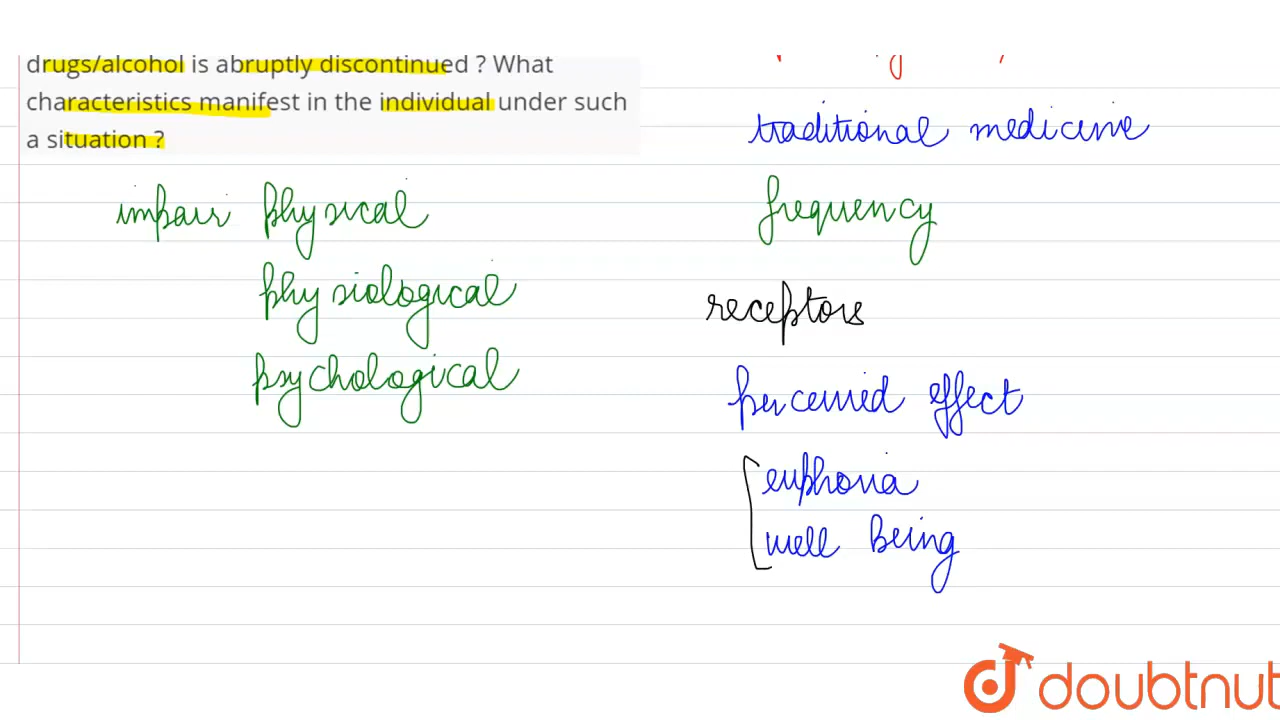 drugs/alcohol is abruptly discontinued ? What
characteristics manifest in the individual under such
a situation ?
impair physical
physiological
psychological
traditional medicine
frequency
receptors
perceived effect
euphoria
well Being
doubtnut